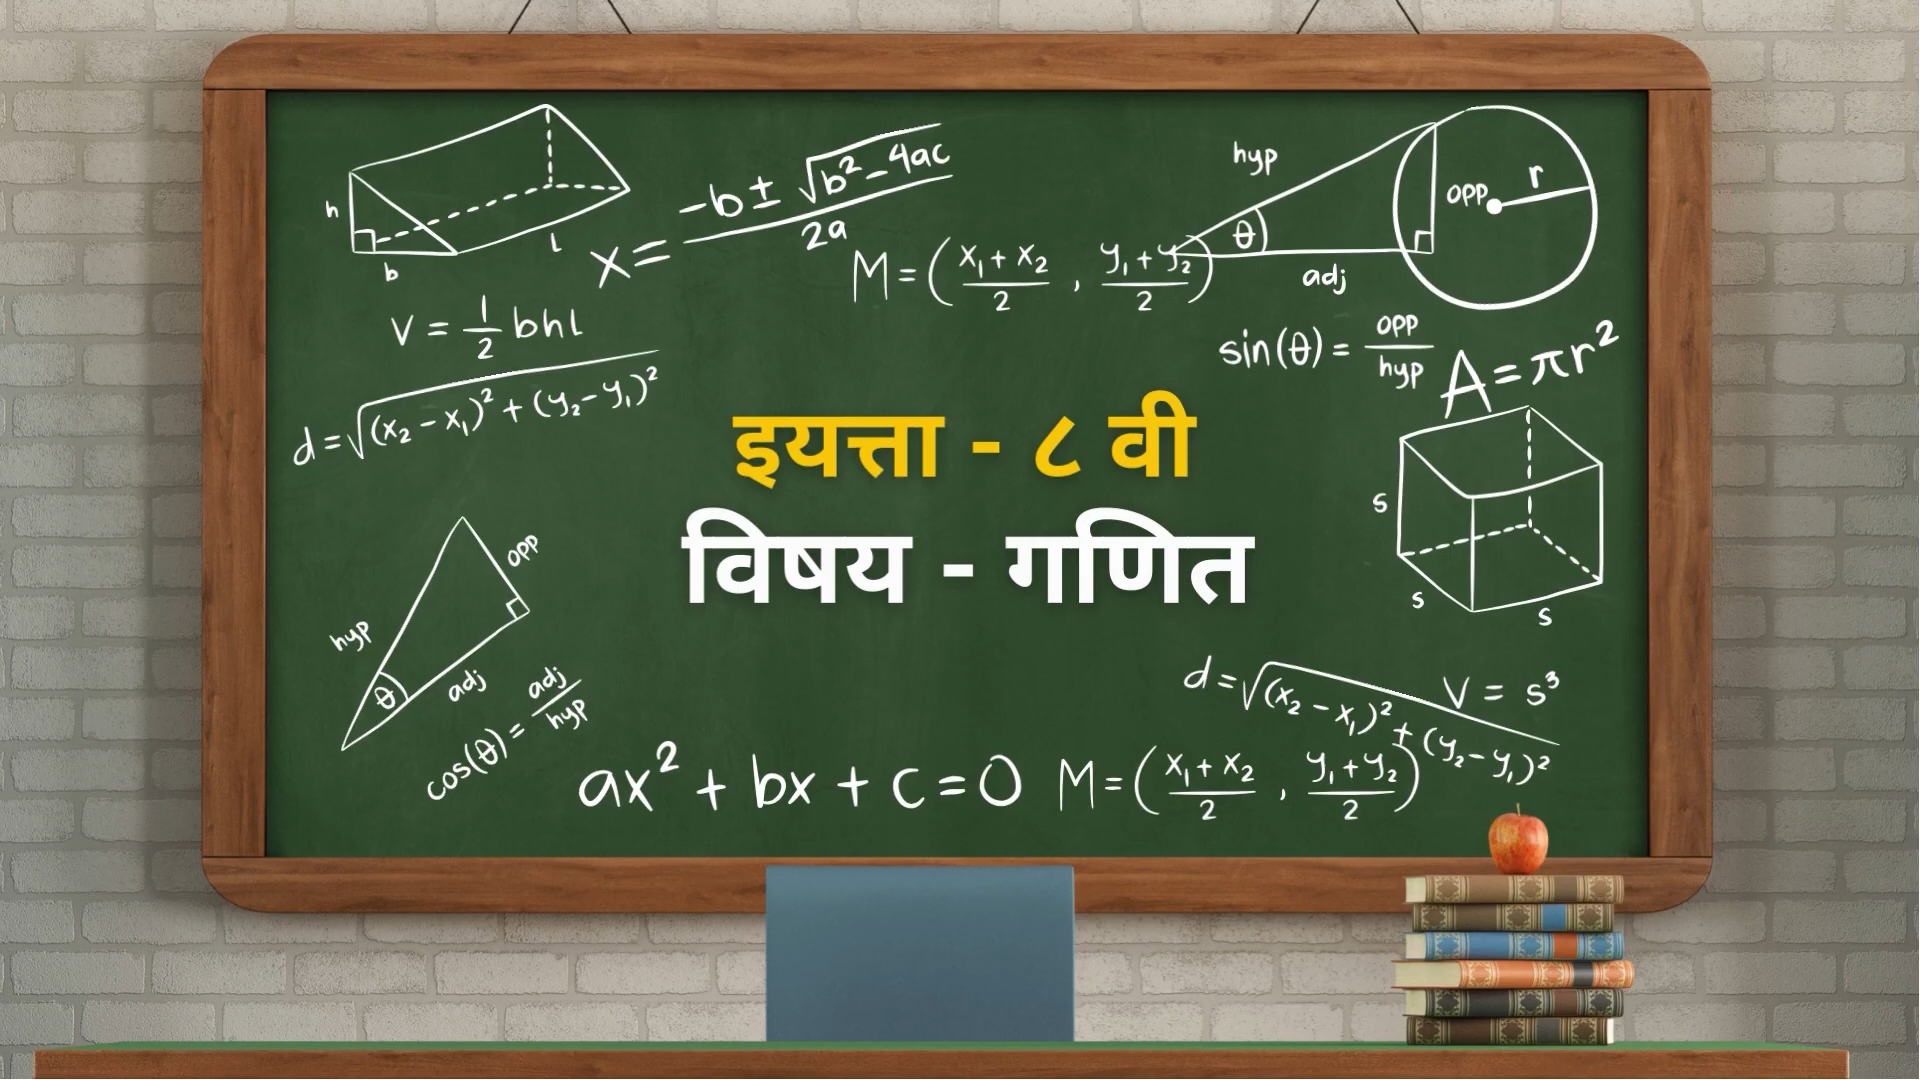 h
b
l
V = 1/2 bhl
x = (-b ± √(b² - 4ac)) / 2a
M = ((x₁ + x₂)/2 , (y₁ + y₂)/2)
hyp
θ
adj
opp
r
sin(θ) = opp/hyp
A = πr²
d = √((x₂ - x₁)² + (y₂ - y₁)²)
इयत्ता - ८ वी
विषय - गणित
s
s
s
hyp
opp
θ
adj
cos(θ) = adj/hyp
d = √((x₂ - x₁)² + (y₂ - y₁)²)
V = s³
ax² + bx + c = 0
M = ((x₁ + x₂)/2 , (y₁ + y₂)/2)